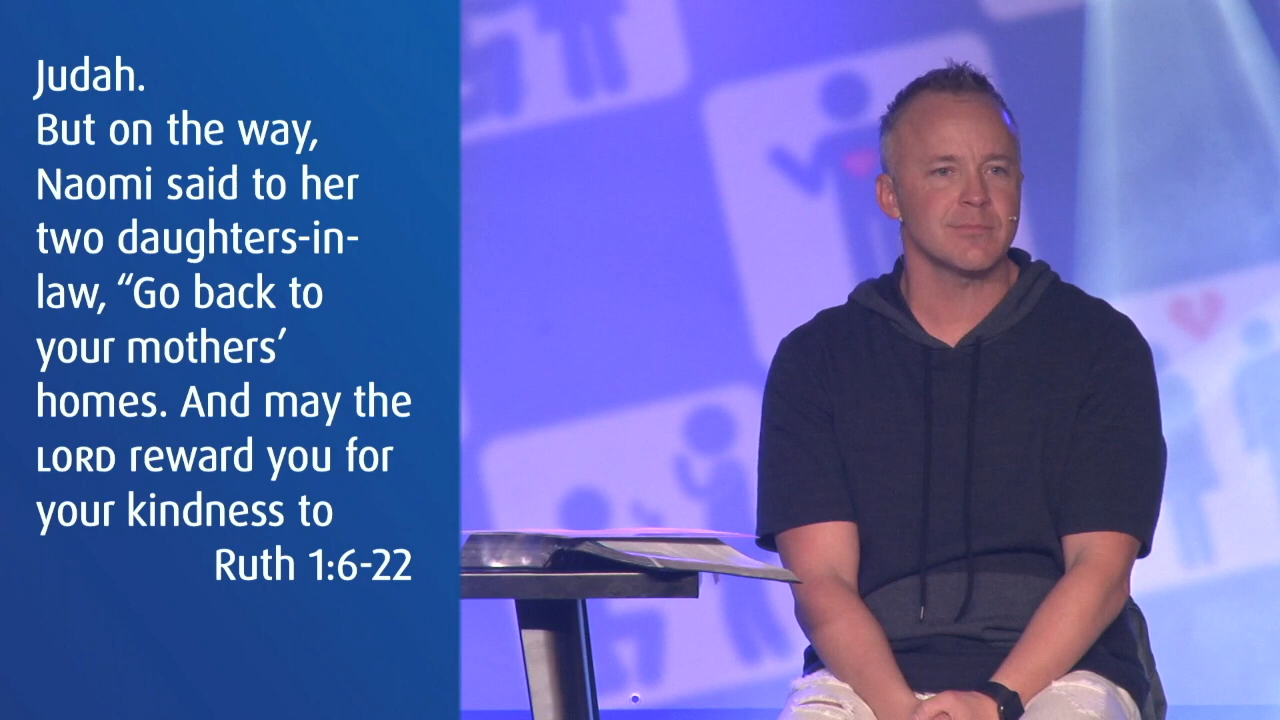 Judah.
But on the way,
Naomi said to her
two daughters-in-
law, “Go back to
your mothers’
homes. And may the
LORD reward you for
your kindness to
Ruth 1:6-22